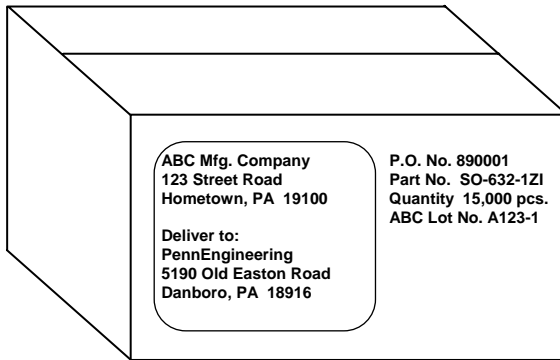 ABC Mfg. Company
123 Street Road
Hometown, PA 19100
Deliver to:
PennEngineering
5190 Old Easton Road
Danboro, PA 18916
P.O. No. 890001
Part No. SO-632-1ZI
Quantity 15,000 pcs.
ABC Lot No. A123-1